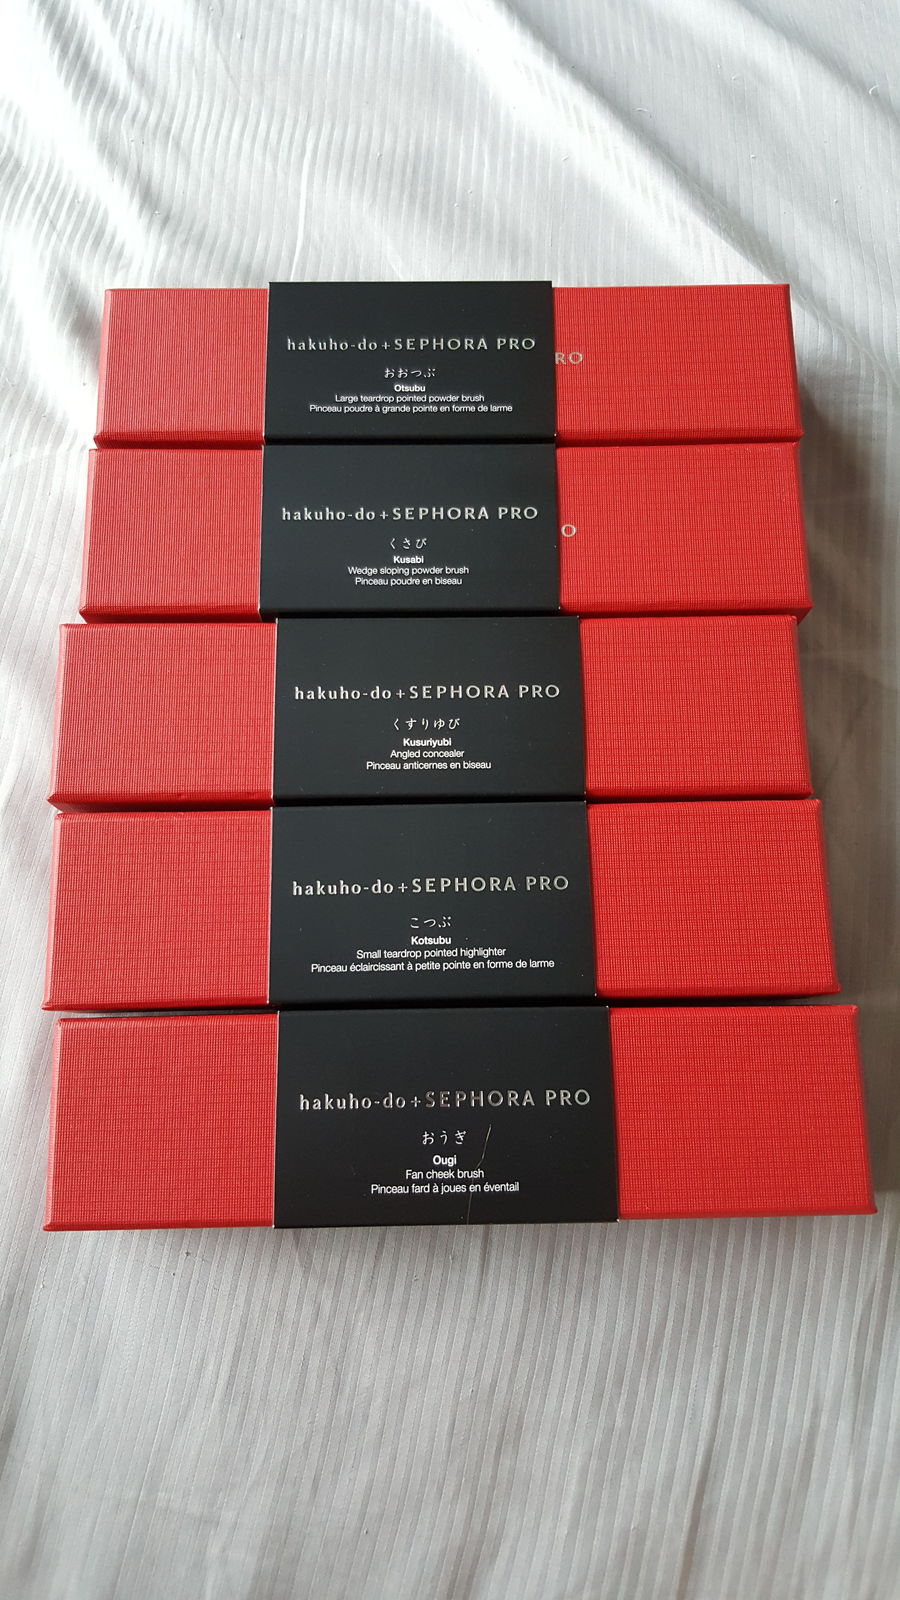 hakuho-do+SEPHORA PRO
RO
おおつぶ
Otsubu
Large teardrop pointed powder brush
Pinceau poudre à grande pointe en forme de larme
hakuho-do+SEPHORA PRO
O
くさび
Kusabi
Wedge sloping powder brush
Pinceau poudre en biseau
hakuho-do+SEPHORA PRO
くすりゆび
Kusuriyubi
Angled concealer
Pinceau anticernes en biseau
hakuho-do+SEPHORA PRO
こつぶ
Kotsubu
Small teardrop pointed highlighter
Pinceau éclaircissant à petite pointe en forme de larme
hakuho-do+SEPHORA PRO
おうぎ
Ougi
Fan cheek brush
Pinceau fard à joues en éventail